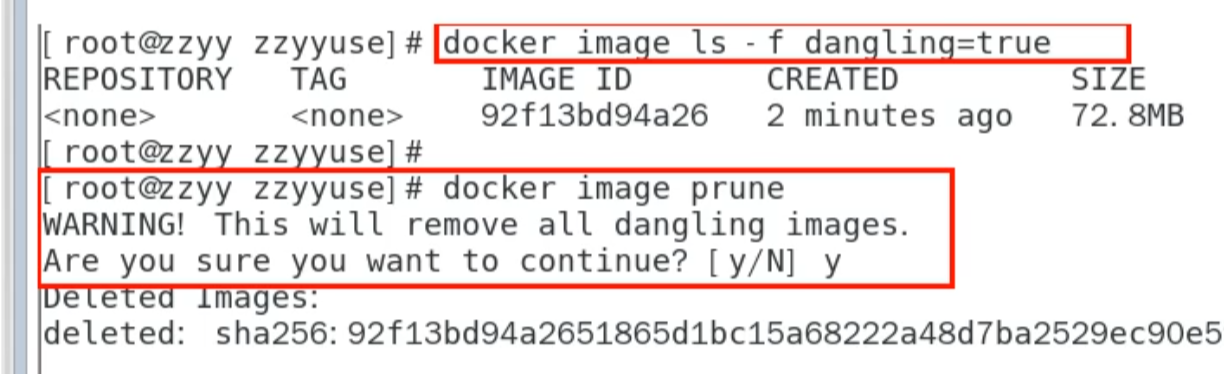 [root@zzyy zzyyuse]# docker image ls -f dangling=true
REPOSITORY TAG IMAGE ID CREATED SIZE
<none> <none> 92f13bd94a26 2 minutes ago 72.8MB
[root@zzyy zzyyuse]#
[root@zzyy zzyyuse]# docker image prune
WARNING! This will remove all dangling images.
Are you sure you want to continue? [y/N] y
Deleted Images:
deleted: sha256:92f13bd94a2651865d1bc15a68222a48d7ba2529ec90e5